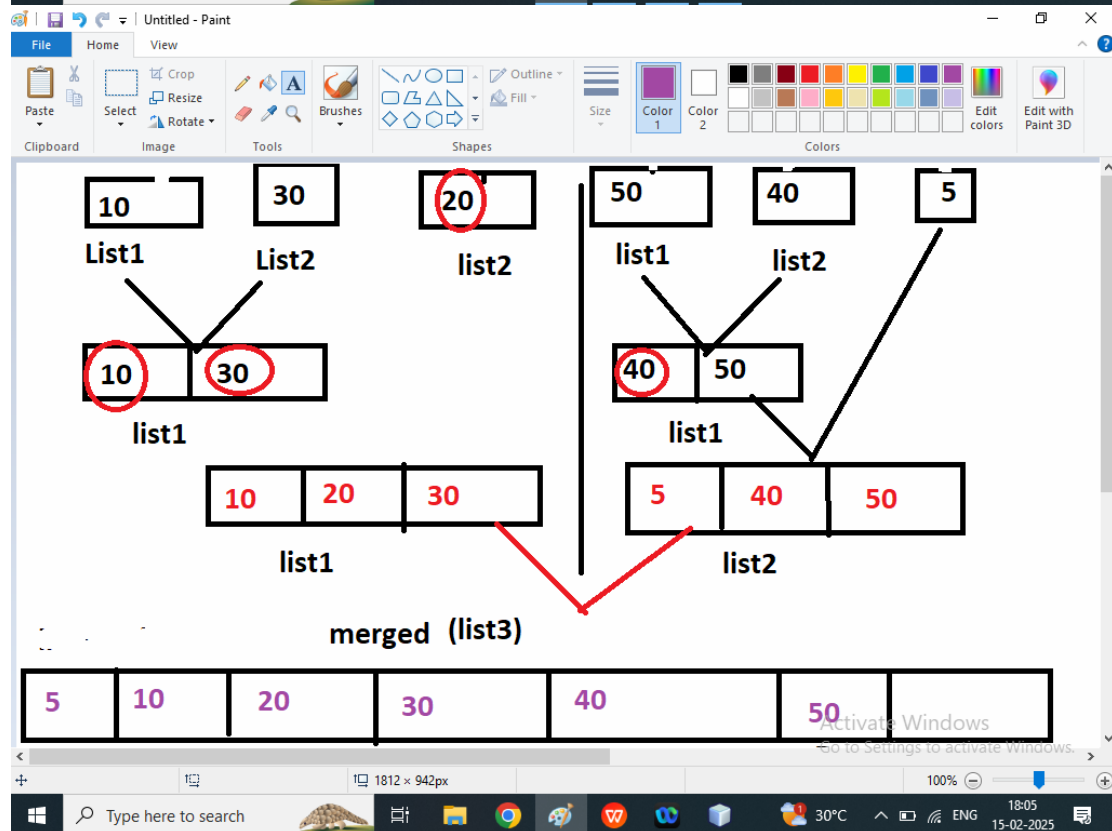 Untitled - Paint
File Home View
Paste
Select
Crop
Resize
Rotate
Brushes
Outline
Fill
Size
Color 1
Color 2
Edit colors
Edit with Paint 3D
Clipboard Image Tools Shapes Colors
10 30 20 50 40 5
List1 List2 list2 list1 list2
10 30 40 50
list1 list1
10 20 30 5 40 50
list1 list2
merged (list3)
5 10 20 30 40 50
Activate Windows
Go to Settings to activate Windows.
1812 × 942px 100%
Type here to search 30°C ENG 18:05
15-02-2025